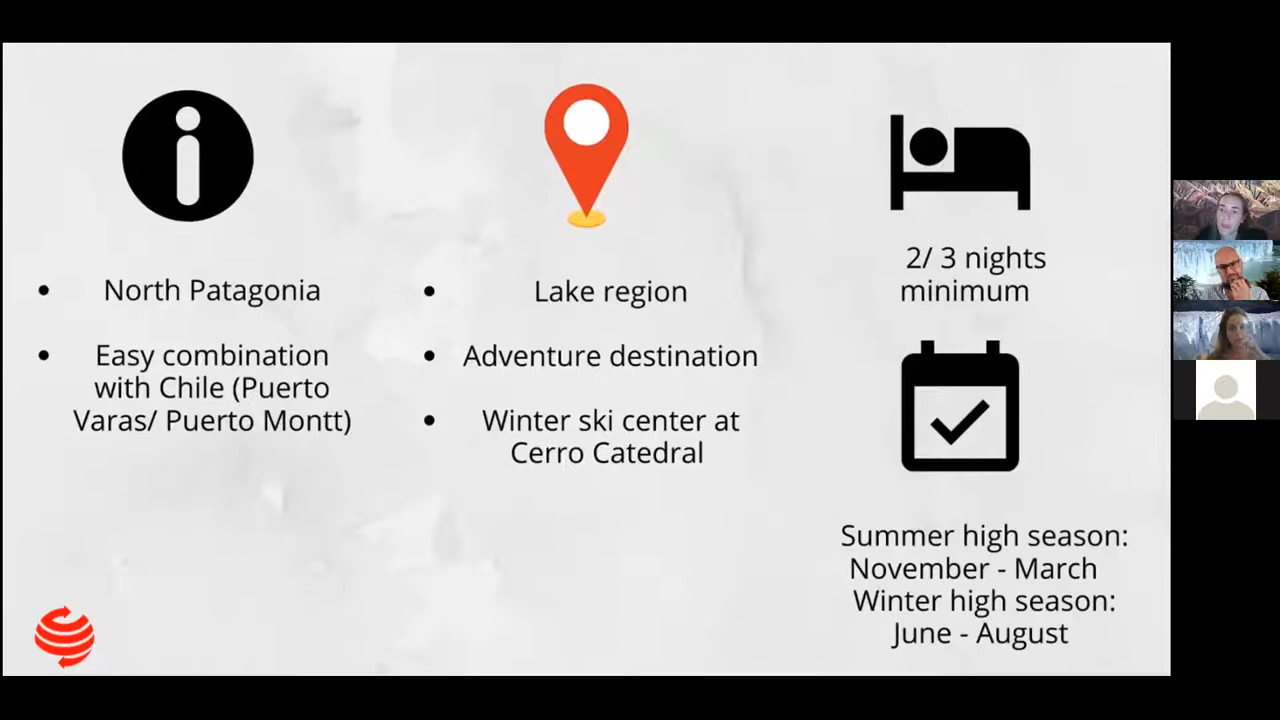 North Patagonia
Easy combination
with Chile (Puerto
Varas/ Puerto Montt)
Lake region
Adventure destination
Winter ski center at
Cerro Catedral
2/ 3 nights
minimum
Summer high season:
November - March
Winter high season:
June - August